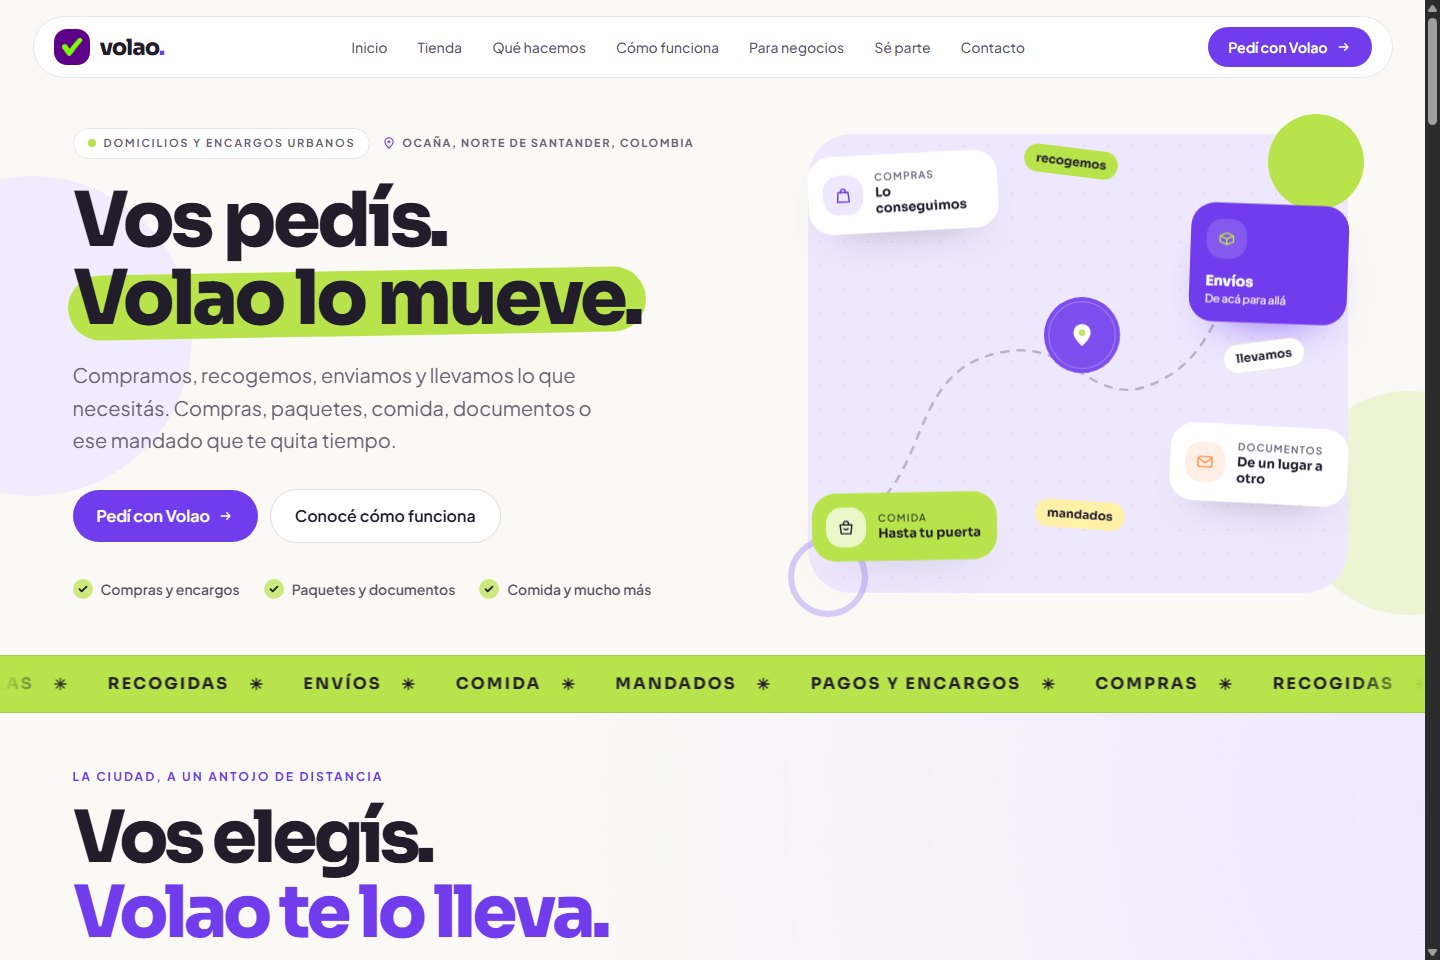 volao.
Inicio
Tienda
Qué hacemos
Cómo funciona
Para negocios
Sé parte
Contacto
Pedí con Volao
DOMICILIOS Y ENCARGOS URBANOS
OCAÑA, NORTE DE SANTANDER, COLOMBIA
Vos pedís.
Volao lo mueve.
Compramos, recogemos, enviamos y llevamos lo que
necesitás. Compras, paquetes, comida, documentos o
ese mandado que te quita tiempo.
Pedí con Volao
Conocé cómo funciona
Compras y encargos
Paquetes y documentos
Comida y mucho más
COMPRAS
Lo
conseguimos
recogemos
Envíos
De acá para allá
llevamos
DOCUMENTOS
De un lugar a
otro
COMIDA
Hasta tu puerta
mandados
AS
RECOGIDAS
ENVÍOS
COMIDA
MANDADOS
PAGOS Y ENCARGOS
COMPRAS
RECOGIDAS
LA CIUDAD, A UN ANTOJO DE DISTANCIA
Vos elegís.
Volao te lo lleva.